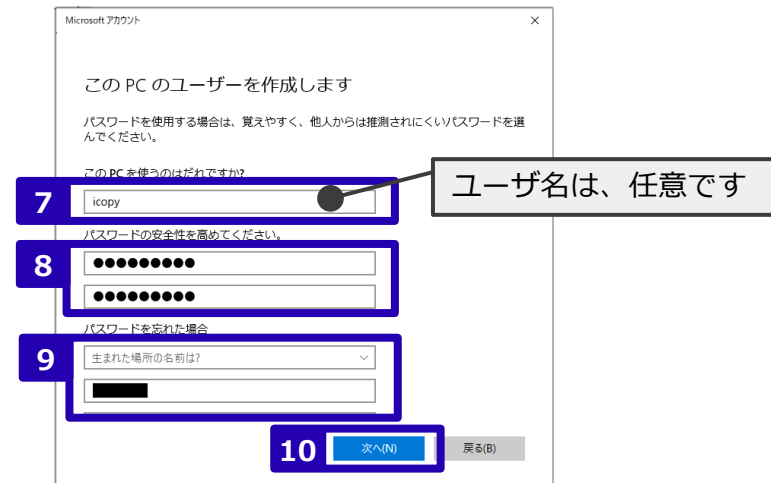 Microsoft アカウント
この PC のユーザーを作成します
パスワードを使用する場合は、覚えやすく、他人からは推測されにくいパスワードを選
んでください。
この PC を使うのはだれですか?
7
icopy
ユーザ名は、任意です
パスワードの安全性を高めてください。
8
●●●●●●●●●
●●●●●●●●●
パスワードを忘れた場合
9
生まれた場所の名前は?
10
次へ(N)
戻る(B)